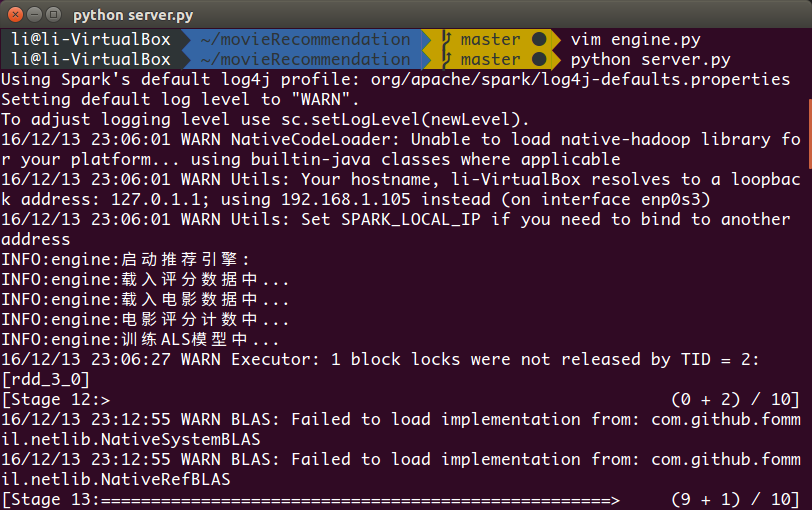 python server.py
li@li-VirtualBox ~/movieRecommendation master ● vim engine.py
li@li-VirtualBox ~/movieRecommendation master ● python server.py
Using Spark's default log4j profile: org/apache/spark/log4j-defaults.properties
Setting default log level to "WARN".
To adjust logging level use sc.setLogLevel(newLevel).
16/12/13 23:06:01 WARN NativeCodeLoader: Unable to load native-hadoop library fo
r your platform... using builtin-java classes where applicable
16/12/13 23:06:01 WARN Utils: Your hostname, li-VirtualBox resolves to a loopbac
k address: 127.0.1.1; using 192.168.1.105 instead (on interface enp0s3)
16/12/13 23:06:01 WARN Utils: Set SPARK_LOCAL_IP if you need to bind to another
address
INFO:engine:启动推荐引擎:
INFO:engine:载入评分数据中...
INFO:engine:载入电影数据中...
INFO:engine:电影评分计数中...
INFO:engine:训练ALS模型中...
16/12/13 23:06:27 WARN Executor: 1 block locks were not released by TID = 2:
[rdd_3_0]
[Stage 12:> (0 + 2) / 10]
16/12/13 23:12:55 WARN BLAS: Failed to load implementation from: com.github.fomm
il.netlib.NativeSystemBLAS
16/12/13 23:12:55 WARN BLAS: Failed to load implementation from: com.github.fomm
il.netlib.NativeRefBLAS
[Stage 13:===================================================> (9 + 1) / 10]